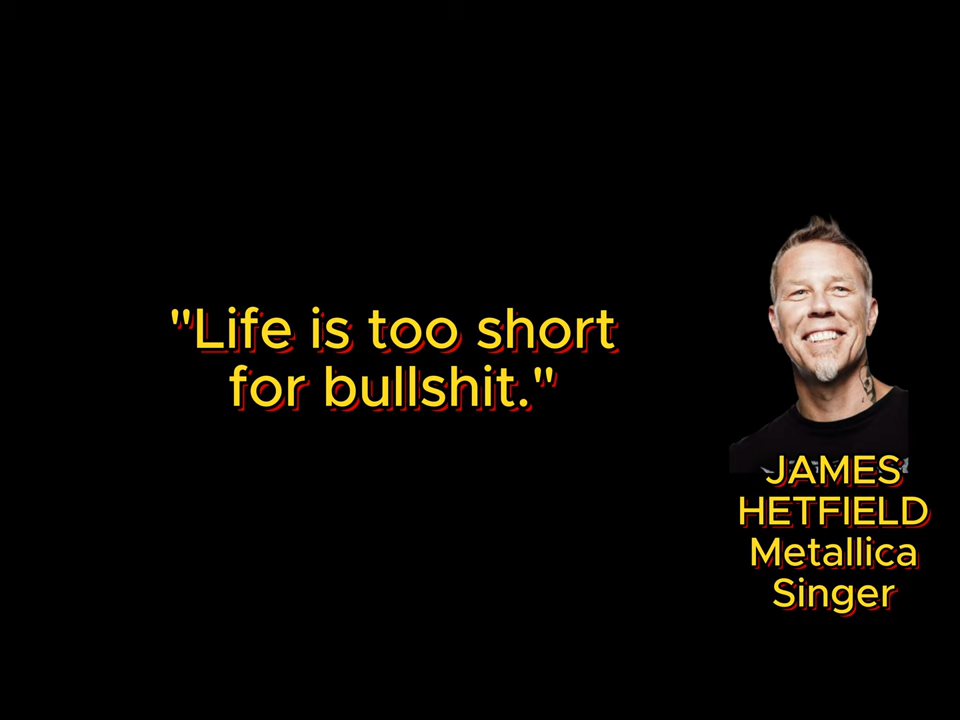 "Life is too short
for bullshit."
JAMES
HETFIELD
Metallica
Singer